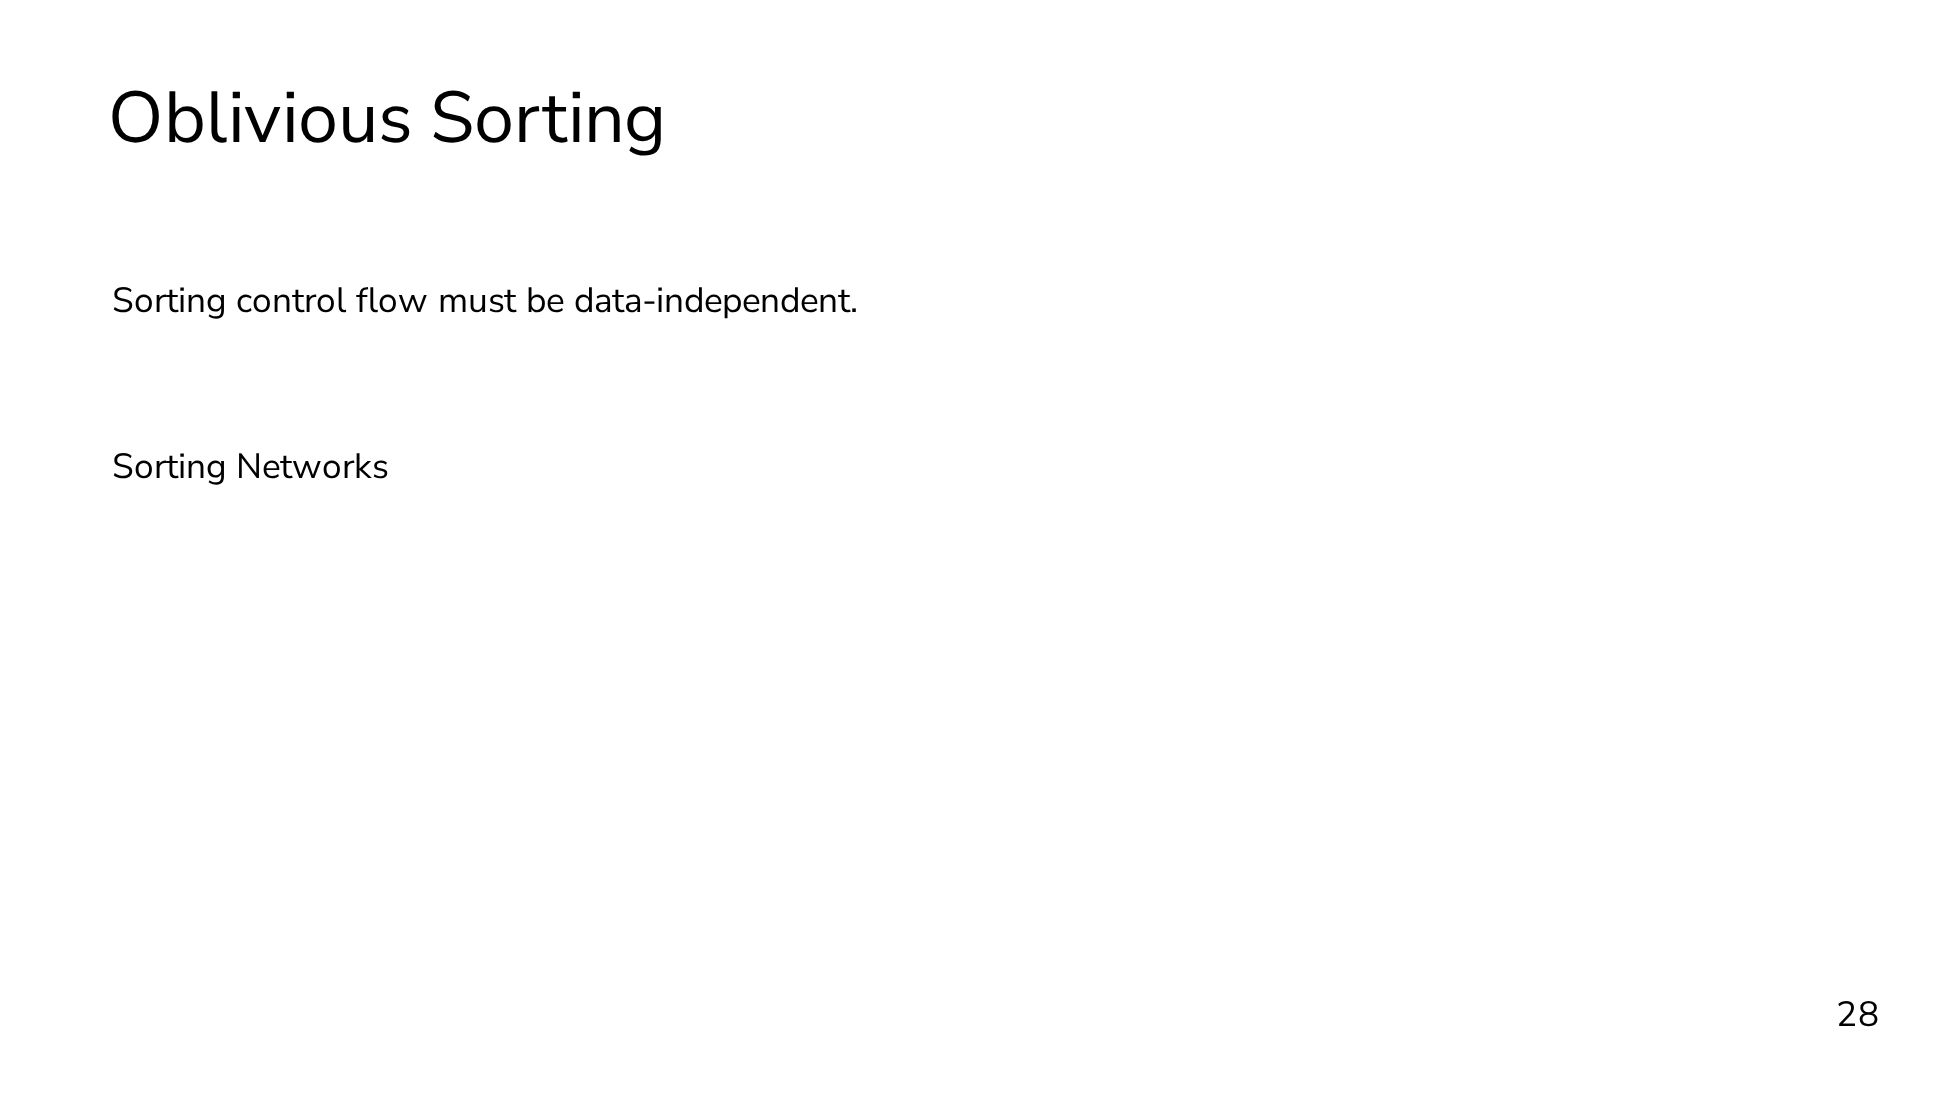 Oblivious Sorting
Sorting control flow must be data-independent.
Sorting Networks
28